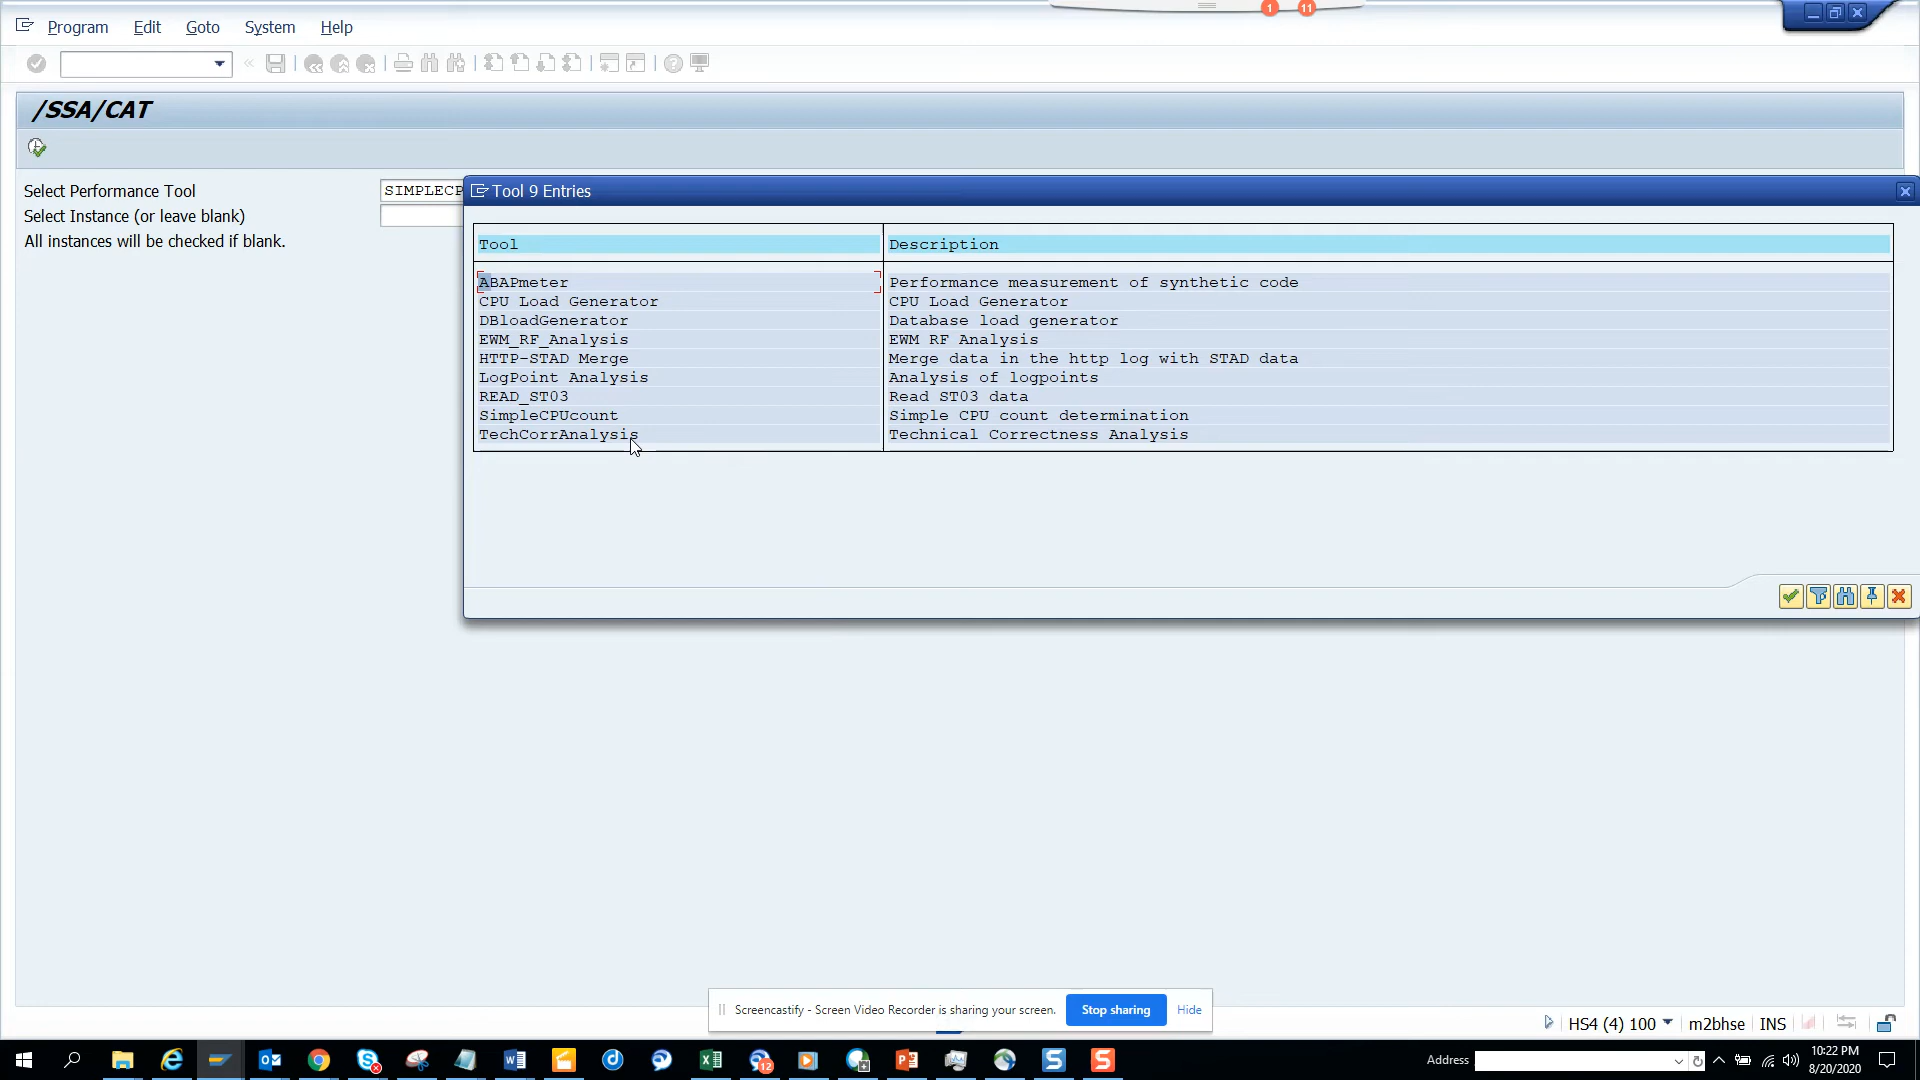 1 11
Program Edit Goto System Help
/SSA/CAT
Select Performance Tool SIMPLECP
Select Instance (or leave blank)
All instances will be checked if blank.
Tool 9 Entries
Tool Description
ABAPmeter Performance measurement of synthetic code
CPU Load Generator CPU Load Generator
DBloadGenerator Database load generator
EWM_RF_Analysis EWM RF Analysis
HTTP-STAD Merge Merge data in the http log with STAD data
LogPoint Analysis Analysis of logpoints
READ_ST03 Read ST03 data
SimpleCPUcount Simple CPU count determination
TechCorrAnalysis Technical Correctness Analysis
Screencastify - Screen Video Recorder is sharing your screen. Stop sharing Hide
HS4 (4) 100 m2bhse INS
12 Address 10:22 PM
8/20/2020